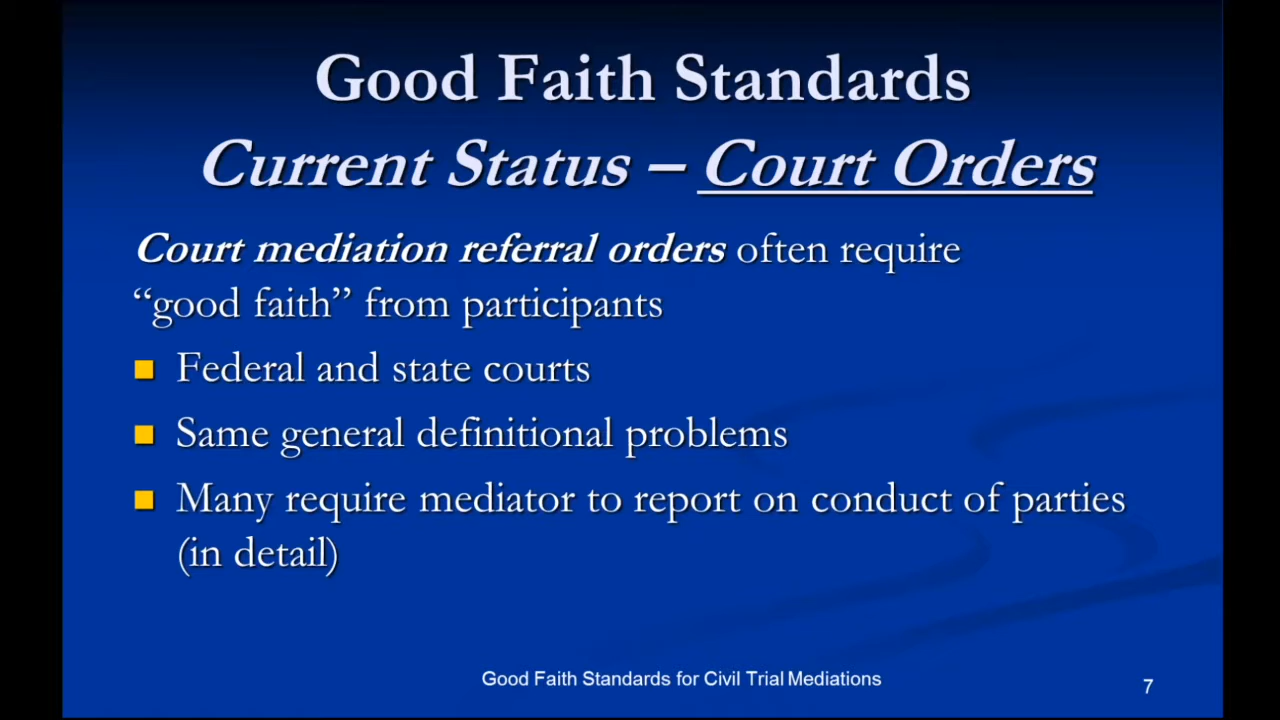 Good Faith Standards
Current Status – Court Orders
Court mediation referral orders often require
“good faith” from participants
Federal and state courts
Same general definitional problems
Many require mediator to report on conduct of parties
(in detail)
Good Faith Standards for Civil Trial Mediations
7